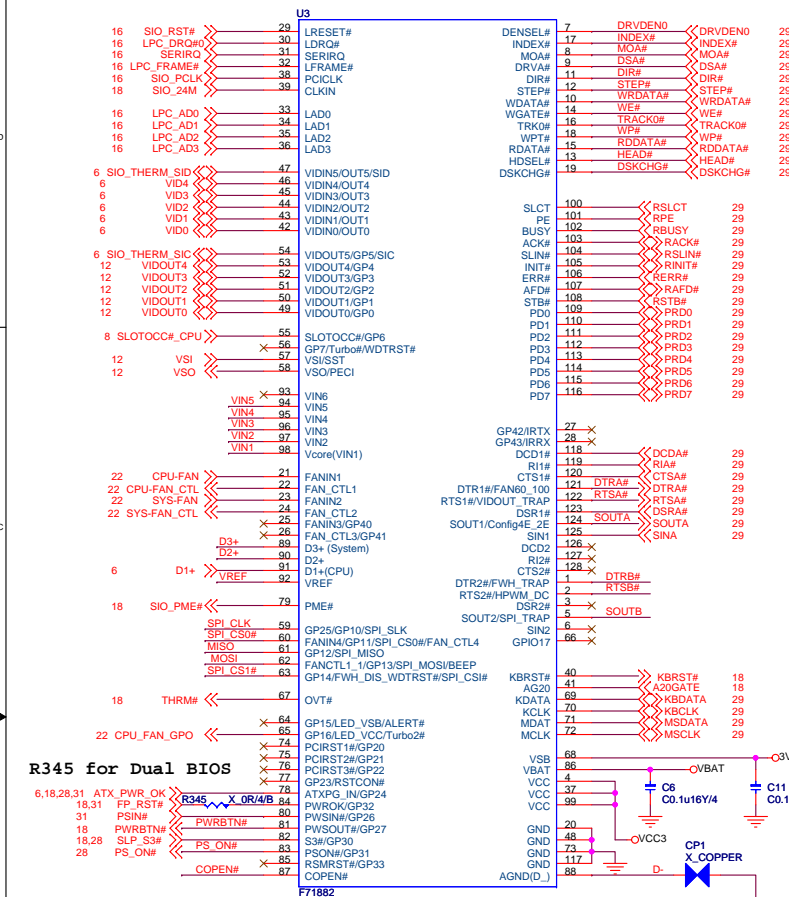 U3
16 SIO_RST# 29 LRESET# DENSEL# 7 DRVDEN0 DRVDEN0 29
16 LPC_DRQ#0 30 LDRQ# INDEX# 17 INDEX# INDEX# 29
16 SERIRQ 31 SERIRQ MOA# 8 MOA# MOA# 29
16 LPC_FRAME# 32 LFRAME# DRVA# 9 DSA# DSA# 29
16 SIO_PCLK 38 PCICLK DIR# 11 DIR# DIR# 29
18 SIO_24M 39 CLKIN STEP# 12 STEP# STEP# 29
WDATA# 10 WRDATA# WRDATA# 29
16 LPC_AD0 33 LAD0 WGATE# 14 WE# WE# 29
16 LPC_AD1 34 LAD1 TRK0# 16 TRACK0# TRACK0# 29
16 LPC_AD2 35 LAD2 WPT# 18 WP# WP# 29
16 LPC_AD3 36 LAD3 RDATA# 15 RDDATA# RDDATA# 29
HDSEL# 13 HEAD# HEAD# 29
6 SIO_THERM_SID 47 VIDIN5/OUT5/SID DSKCHG# 19 DSKCHG# DSKCHG# 29
6 VID4 46 VIDIN4/OUT4
6 VID3 45 VIDIN3/OUT3
6 VID2 44 VIDIN2/OUT2 SLCT 100 RSLCT 29
6 VID1 43 VIDIN1/OUT1 PE 101 RPE 29
6 VID0 42 VIDIN0/OUT0 BUSY 102 RBUSY 29
ACK# 103 RACK# 29
6 SIO_THERM_SIC 54 VIDOUT5/GP5/SIC SLIN# 104 RSLIN# 29
12 VIDOUT4 53 VIDOUT4/GP4 INIT# 105 RINIT# 29
12 VIDOUT3 52 VIDOUT3/GP3 ERR# 106 RERR# 29
12 VIDOUT2 51 VIDOUT2/GP2 AFD# 107 RAFD# 29
12 VIDOUT1 50 VIDOUT1/GP1 STB# 108 RSTB# 29
12 VIDOUT0 49 VIDOUT0/GP0 PD0 109 PRD0 29
PD1 110 PRD1 29
8 SLOTOCC#_CPU 55 SLOTOCC#/GP6 PD2 111 PRD2 29
56 GP7/Turbo#/WDTRST# PD3 112 PRD3 29
12 VSI 57 VSI/SST PD4 113 PRD4 29
12 VSO 58 VSO/PECI PD5 114 PRD5 29
PD6 115 PRD6 29
93 VIN6 PD7 116 PRD7 29
VIN5 94 VIN5
VIN4 95 VIN4
VIN3 96 VIN3 GP42/IRTX 27
VIN2 97 VIN2 GP43/IRRX 28
VIN1 98 Vcore(VIN1) DCD1# 118 DCDA# 29
RI1# 119 RIA# 29
22 CPU-FAN 21 FANIN1 CTS1# 120 CTSA# 29
22 CPU-FAN_CTL 22 FAN_CTL1 DTR1#/FAN60_100 121 DTRA# DTRA# 29
22 SYS-FAN 23 FANIN2 RTS1#/VIDOUT_TRAP 122 RTSA# RTSA# 29
22 SYS-FAN_CTL 24 FAN_CTL2 DSR1# 123 DSRA# 29
25 FANIN3/GP40 SOUT1/Config4E_2E 124 SOUTA SOUTA 29
26 FAN_CTL3/GP41 SIN1 125 SINA 29
D3+ 89 D3+ (System) DCD2 126
D2+ 90 D2+ RI2# 127
6 D1+ 91 D1+(CPU) CTS2# 128
VREF 92 VREF DTR2#/FWH_TRAP 1 DTRB#
RTS2#/HPWM_DC 2 RTSB#
18 SIO_PME# 79 PME# DSR2# 3
SOUT2/SPI_TRAP 5 SOUTB
SPI_CLK 59 GP25/GP10/SPI_SLK SIN2 6
SPI_CS0# 60 FANIN4/GP11/SPI_CS0#/FAN_CTL4 GPIO17 66
MISO 61 GP12/SPI_MISO
MOSI 62 FANCTL1_1/GP13/SPI_MOSI/BEEP
SPI_CS1# 63 GP14/FWH_DIS_WDTRST#/SPI_CSI# KBRST# 40 KBRST# 18
AG20 41 A20GATE 18
18 THRM# 67 OVT# KDATA 69 KBDATA 29
KCLK 70 KBCLK 29
64 GP15/LED_VSB/ALERT# MDAT 71 MSDATA 29
22 CPU_FAN_GPO 65 GP16/LED_VCC/Turbo2# MCLK 72 MSCLK 29
74 PCIRST1#/GP20
75 PCIRST2#/GP21 VSB 68 3V
R345 for Dual BIOS 76 PCIRST3#/GP22 VBAT 86 VBAT
77 GP23/RSTCON# VCC 4 C6 C11
6,18,28,31 ATX_PWR_OK 78 ATXPG_IN/GP24 VCC 37 C0.1u16Y/4 C0.1
18,31 FP_RST# R345 X_0R/4/B 84 PWROK/GP32 VCC 99
31 PSIN# 80 PWSIN#/GP26
18 PWRBTN# PWRBTN# 81 PWSOUT#/GP27 GND 20
18,28 SLP_S3# 82 S3#/GP30 GND 48 VCC3
28 PS_ON# PS_ON# 83 PSON#/GP31 GND 73 CP1
85 RSMRST#/GP33 GND 117 X_COPPER
COPEN# 87 COPEN# AGND(D_) 88 D-
F71882